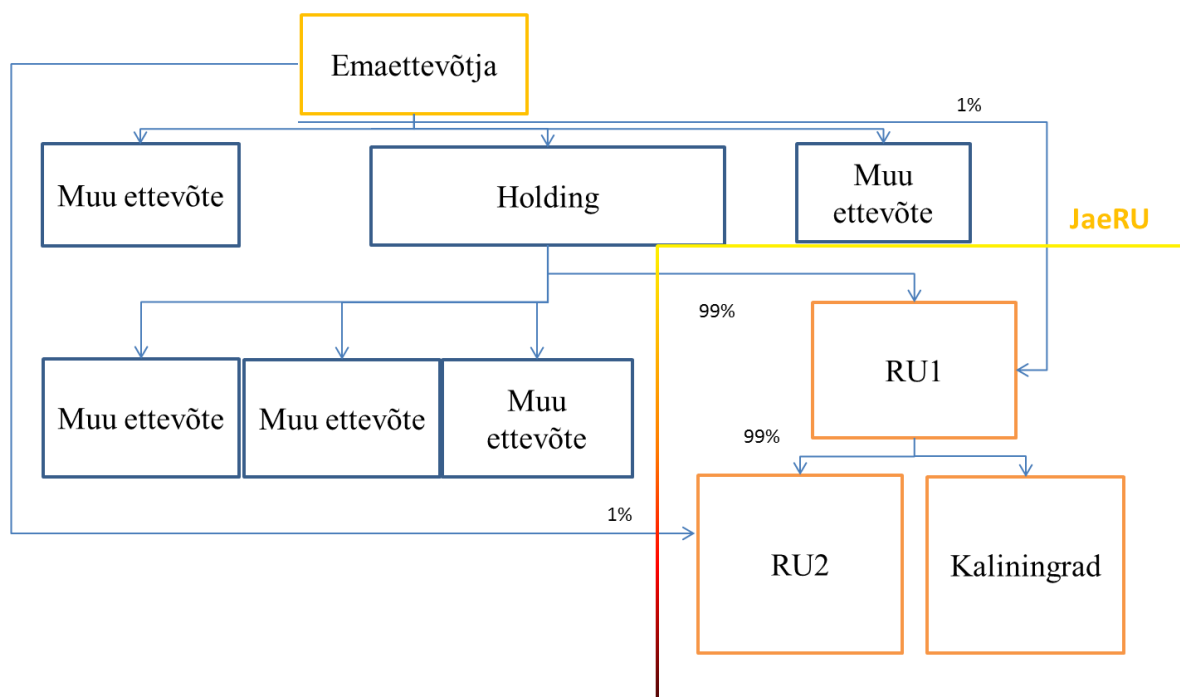 Emaettevõtja
1%
Muu ettevõte
Holding
Muu
ettevõte
JaeRU
99%
RU1
Muu ettevõte
Muu ettevõte
Muu
ettevõte
99%
1%
RU2
Kaliningrad